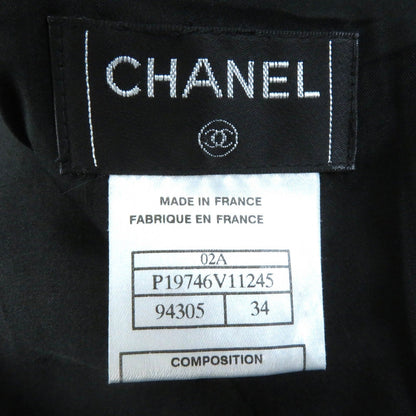 CHANEL
MADE IN FRANCE
FABRIQUE EN FRANCE
02A
P19746V11245
94305 34
COMPOSITION